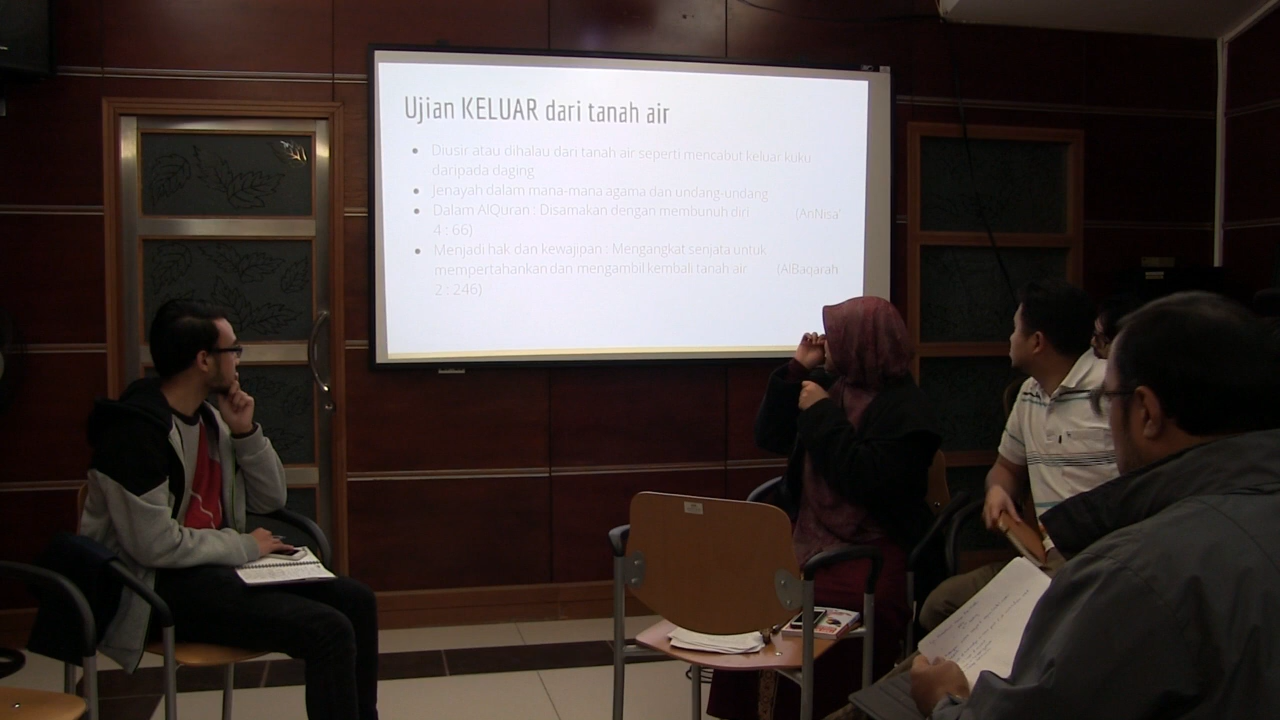 Ujian KELUAR dari tanah air
Diusir atau dihalau dari tanah air seperti mencabut keluar kuku
daripada daging
Jenayah dalam mana-mana agama dan undang-undang
Dalam AlQuran : Disamakan dengan membunuh diri (AnNisa'
4 : 66)
Menjadi hak dan kewajipan : Mengangkat senjata untuk
mempertahankan dan mengambil kembali tanah air (AlBaqarah
2 : 246)